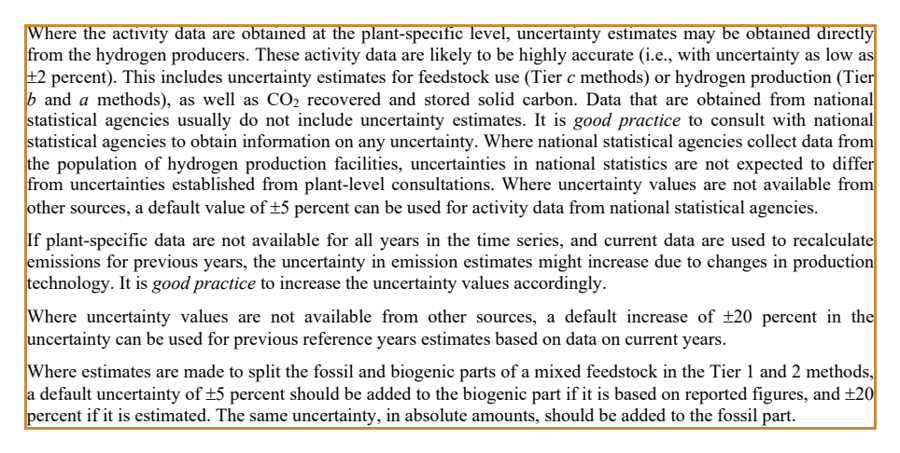 Where the activity data are obtained at the plant-specific level, uncertainty estimates may be obtained directly
from the hydrogen producers. These activity data are likely to be highly accurate (i.e., with uncertainty as low as
±2 percent). This includes uncertainty estimates for feedstock use (Tier c methods) or hydrogen production (Tier
b and a methods), as well as CO₂ recovered and stored solid carbon. Data that are obtained from national
statistical agencies usually do not include uncertainty estimates. It is good practice to consult with national
statistical agencies to obtain information on any uncertainty. Where national statistical agencies collect data from
the population of hydrogen production facilities, uncertainties in national statistics are not expected to differ
from uncertainties established from plant-level consultations. Where uncertainty values are not available from
other sources, a default value of ±5 percent can be used for activity data from national statistical agencies.
If plant-specific data are not available for all years in the time series, and current data are used to recalculate
emissions for previous years, the uncertainty in emission estimates might increase due to changes in production
technology. It is good practice to increase the uncertainty values accordingly.
Where uncertainty values are not available from other sources, a default increase of ±20 percent in the
uncertainty can be used for previous reference years estimates based on data on current years.
Where estimates are made to split the fossil and biogenic parts of a mixed feedstock in the Tier 1 and 2 methods,
a default uncertainty of ±5 percent should be added to the biogenic part if it is based on reported figures, and ±20
percent if it is estimated. The same uncertainty, in absolute amounts, should be added to the fossil part.